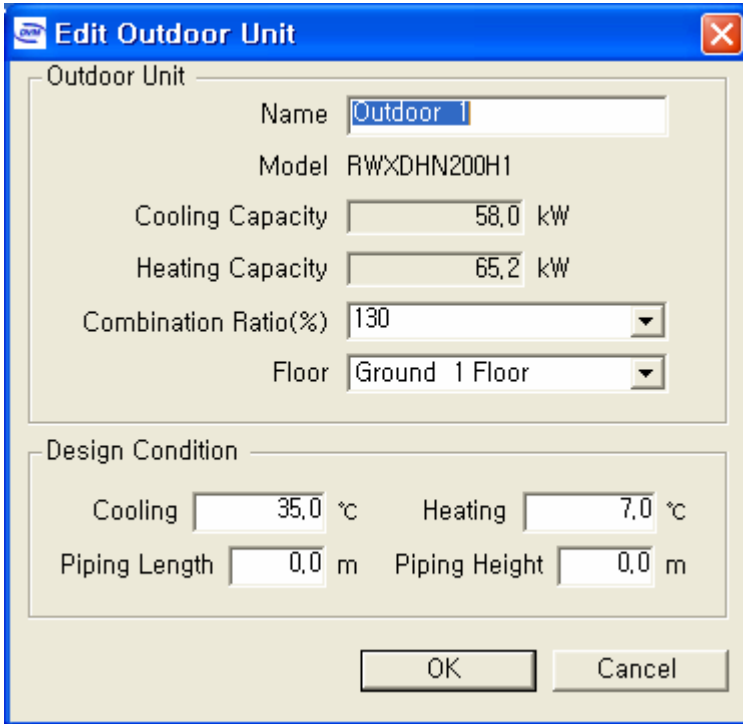 Edit Outdoor Unit
Outdoor Unit
Name Outdoor 1
Model RWXDHN200H1
Cooling Capacity 58,0 kW
Heating Capacity 65,2 kW
Combination Ratio(%) 130
Floor Ground 1 Floor
Design Condition
Cooling 35,0 ℃ Heating 7,0 ℃
Piping Length 0,0 m Piping Height 0,0 m
OK Cancel